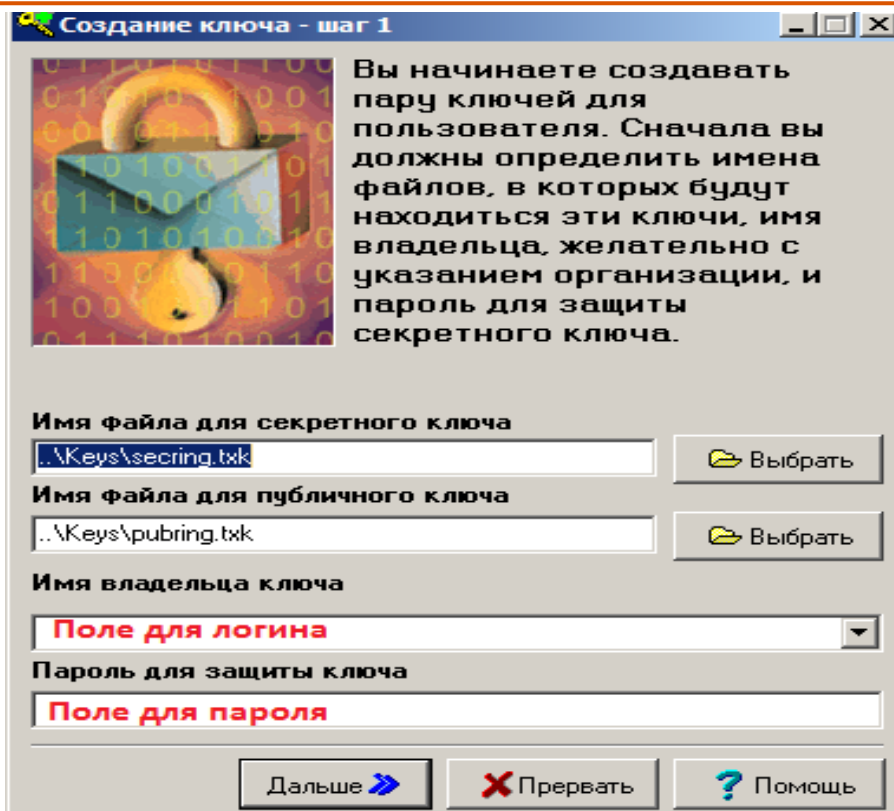 Создание ключа - шаг 1
Вы начинаете создавать
пару ключей для
пользователя. Сначала вы
должны определить имена
файлов, в которых будут
находиться эти ключи, имя
владельца, желательно с
указанием организации, и
пароль для защиты
секретного ключа.
Имя файла для секретного ключа
..\Keys\secring.txk
Выбрать
Имя файла для публичного ключа
..\Keys\pubring.txk
Выбрать
Имя владельца ключа
Поле для логина
Пароль для защиты ключа
Поле для пароля
Дальше
Прервать
? Помощь